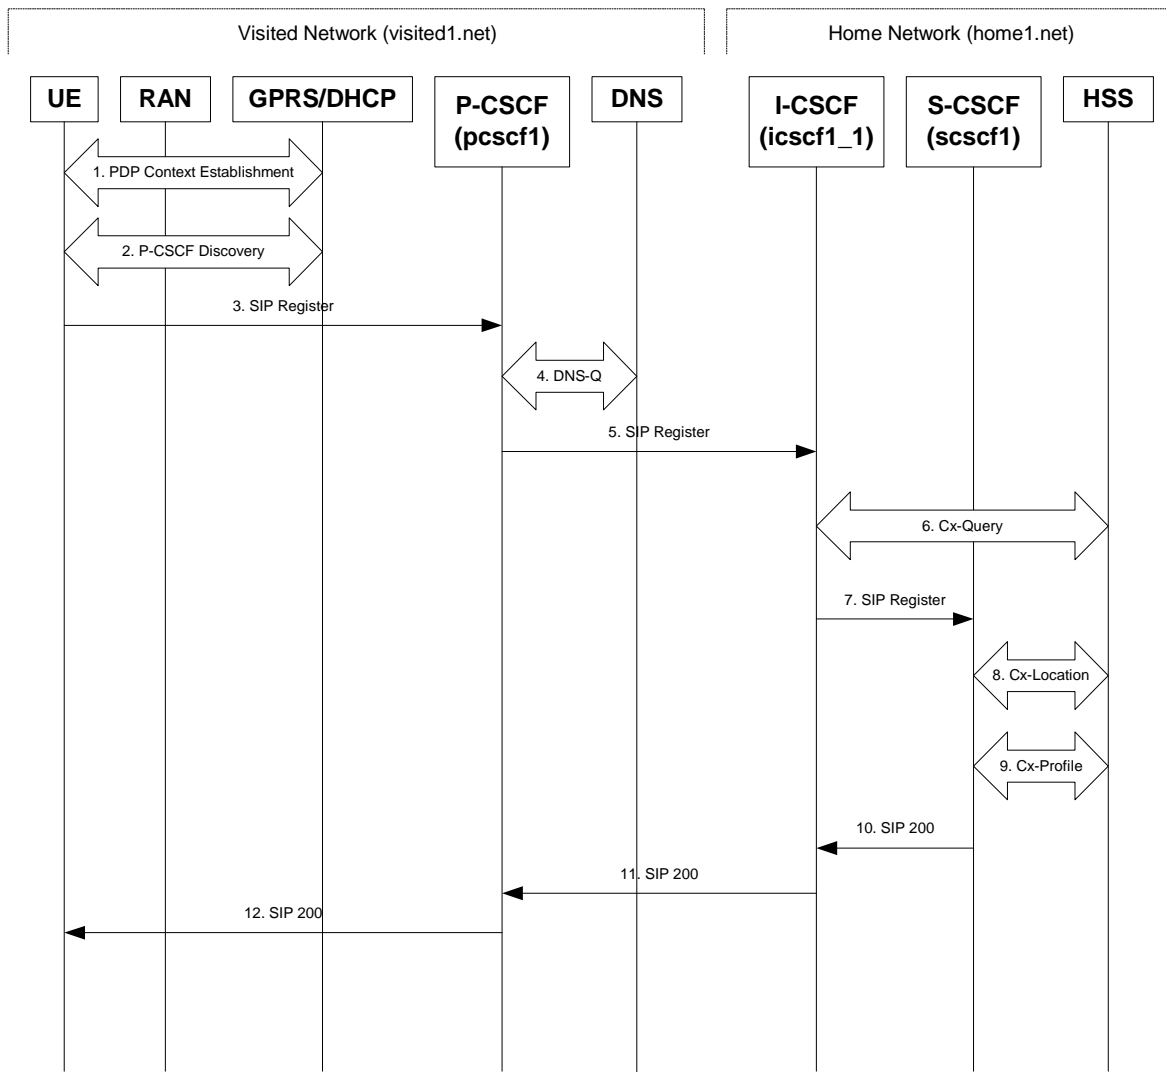 Visited Network (visited1.net)
Home Network (home1.net)
UE
RAN
GPRS/DHCP
P-CSCF
(pcscf1)
DNS
I-CSCF
(icscf1_1)
S-CSCF
(scscf1)
HSS
1. PDP Context Establishment
2. P-CSCF Discovery
3. SIP Register
4. DNS-Q
5. SIP Register
6. Cx-Query
7. SIP Register
8. Cx-Location
9. Cx-Profile
10. SIP 200
11. SIP 200
12. SIP 200